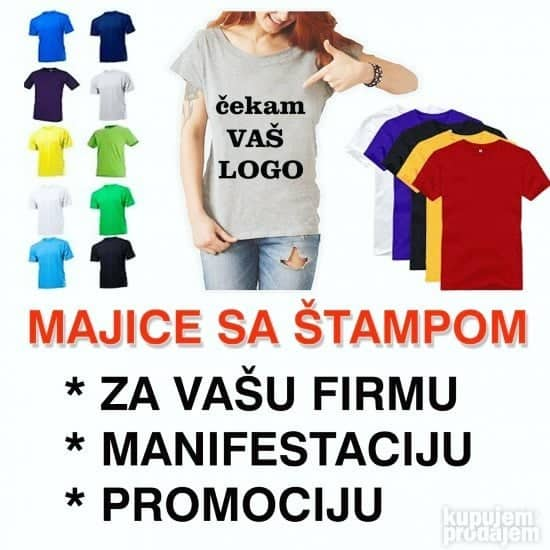 čekam
VAŠ
LOGO
MAJICE SA ŠTAMPOM
* ZA VAŠU FIRMU
* MANIFESTACIJU
* PROMOCIJU
kupujem
prodajem